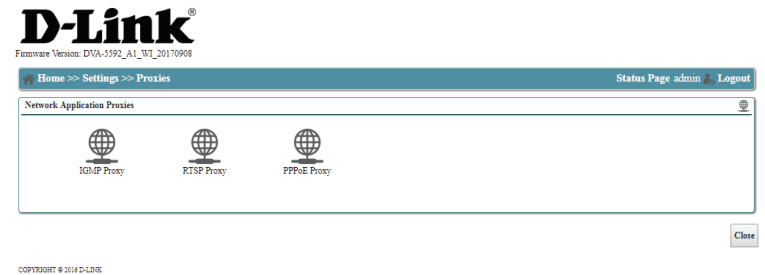 D-Link®
Firmware Version: DVA-5592_A1_WI_20170908
Home >> Settings >> Proxies Status Page admin Logout
Network Application Proxies
IGMP Proxy RTSP Proxy PPPoE Proxy
Close
COPYRIGHT © 2016 D-LINK